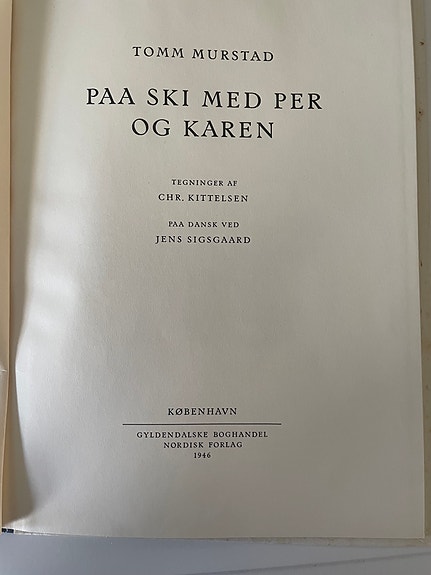 TOMM MURSTAD
PAA SKI MED PER
OG KAREN
TEGNINGER AF
CHR. KITTELSEN
PAA DANSK VED
JENS SIGSGAARD
KØBENHAVN
GYLDENDALSKE BOGHANDEL
NORDISK FORLAG
1946